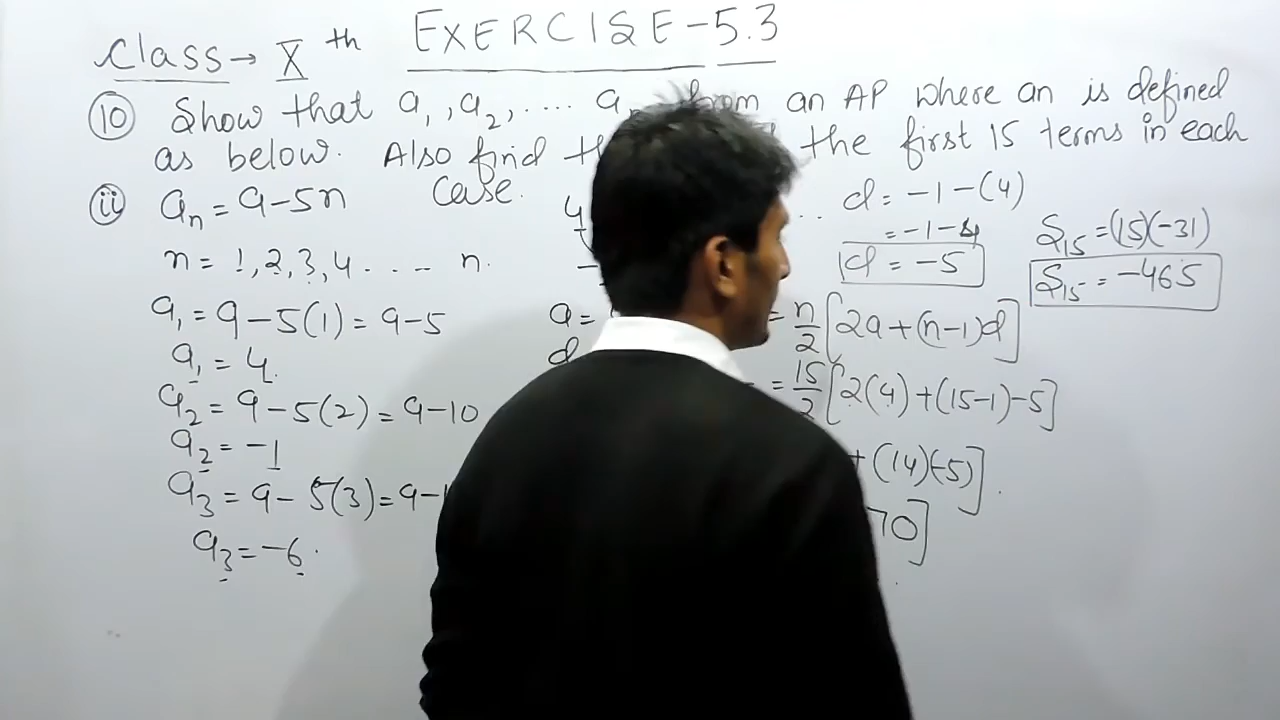 Class → Xth EXERCISE-5.3
(10) Show that a1, a2, .... a from an AP where an is defined
as below. Also find the first 15 terms in each
case.
(ii) an = 9-5n
n = 1, 2, 3, 4 .... n.
a1 = 9-5(1) = 9-5
a1 = 4.
a2 = 9-5(2) = 9-10
a2 = -1
a3 = 9-5(3) = 9-
a3 = -6.
4
-
a =
d
...
d = -1-(4)
= -1-4
d = -5
= n/2 [2a+(n-1)d]
= 15/2 [2(4)+(15-1)-5]
+(14)(-5)].
70]
S15 = (15)(-31)
S15 = -465